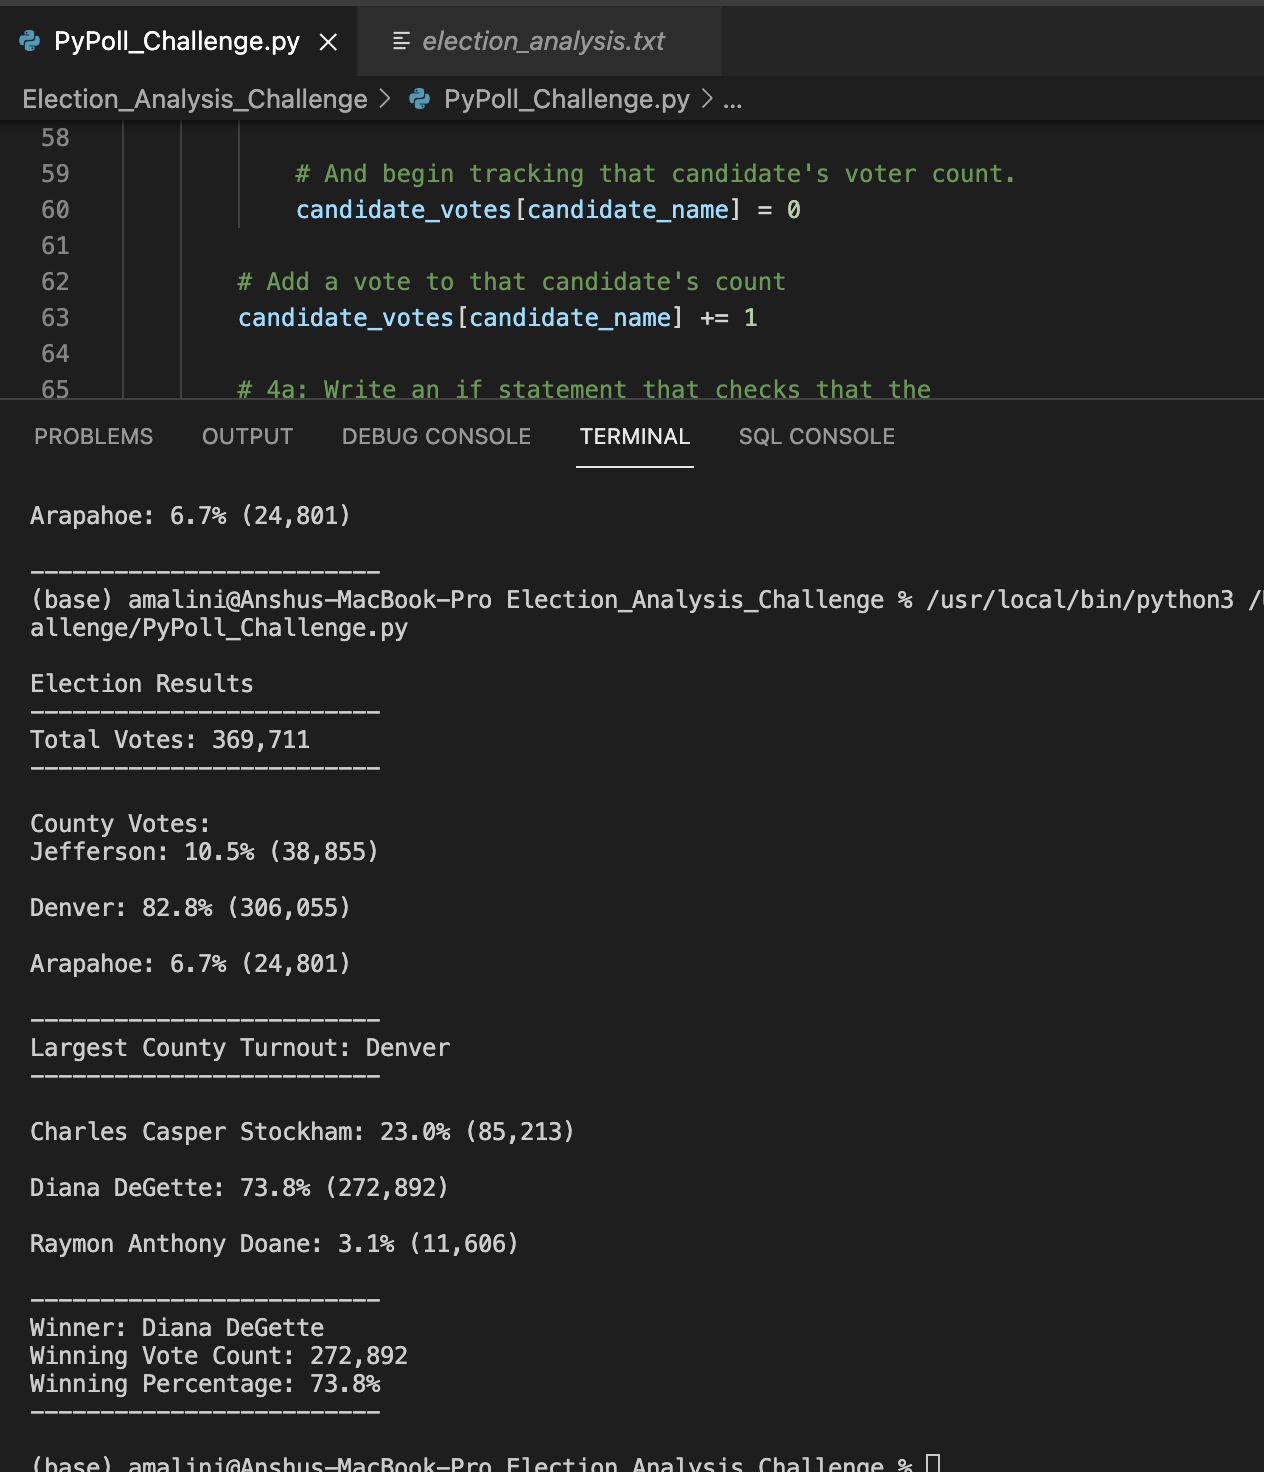 PyPoll_Challenge.py × election_analysis.txt
Election_Analysis_Challenge > PyPoll_Challenge.py > ...
58
59 # And begin tracking that candidate's voter count.
60 candidate_votes[candidate_name] = 0
61
62 # Add a vote to that candidate's count
63 candidate_votes[candidate_name] += 1
64
65 # 4a: Write an if statement that checks that the
PROBLEMS OUTPUT DEBUG CONSOLE TERMINAL SQL CONSOLE
Arapahoe: 6.7% (24,801)
-------------------------
(base) amalini@Anshus-MacBook-Pro Election_Analysis_Challenge % /usr/local/bin/python3 /
allenge/PyPoll_Challenge.py
Election Results
-------------------------
Total Votes: 369,711
-------------------------
County Votes:
Jefferson: 10.5% (38,855)
Denver: 82.8% (306,055)
Arapahoe: 6.7% (24,801)
-------------------------
Largest County Turnout: Denver
-------------------------
Charles Casper Stockham: 23.0% (85,213)
Diana DeGette: 73.8% (272,892)
Raymon Anthony Doane: 3.1% (11,606)
-------------------------
Winner: Diana DeGette
Winning Vote Count: 272,892
Winning Percentage: 73.8%
-------------------------
(base) amalini@Anshus-MacBook-Pro Election_Analysis_Challenge %